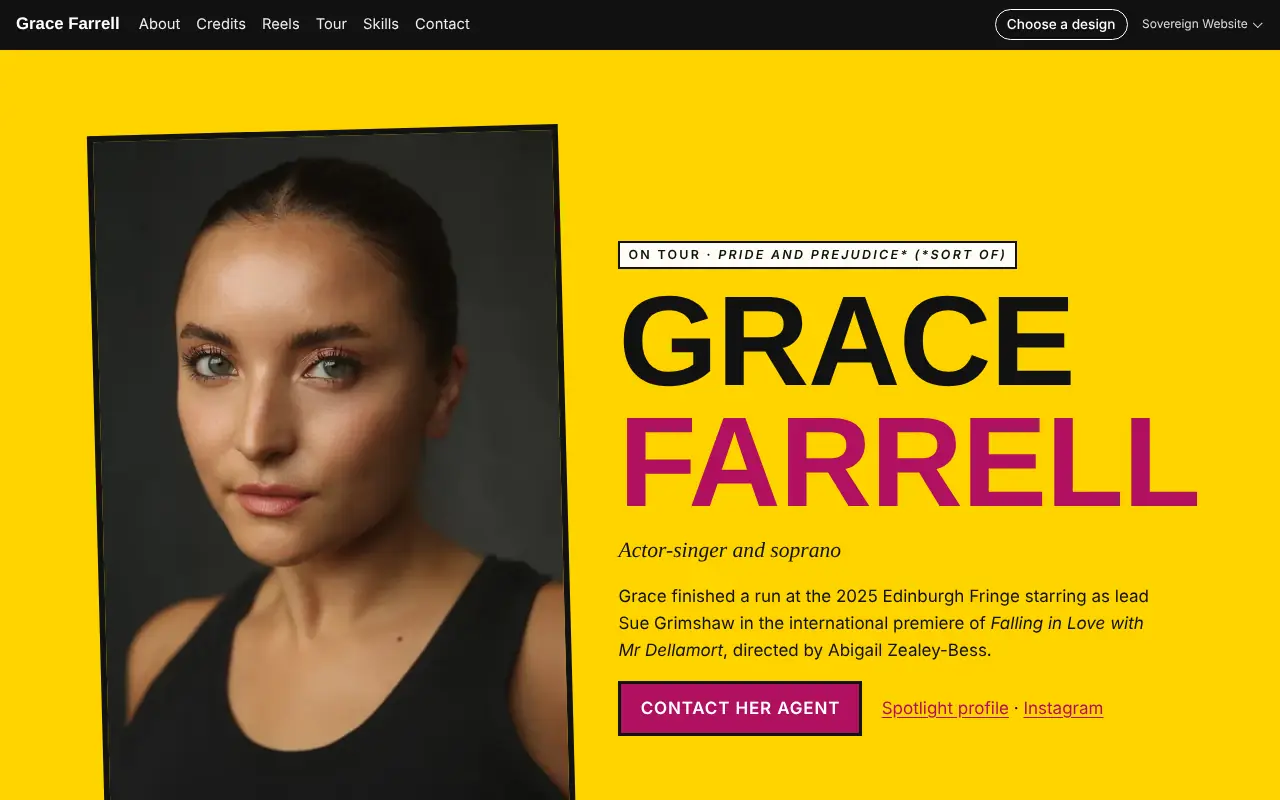 Grace Farrell About Credits Reels Tour Skills Contact Choose a design Sovereign Website
ON TOUR · PRIDE AND PREJUDICE* (*SORT OF)
GRACE
FARRELL
Actor-singer and soprano
Grace finished a run at the 2025 Edinburgh Fringe starring as lead
Sue Grimshaw in the international premiere of Falling in Love with
Mr Dellamort, directed by Abigail Zealey-Bess.
CONTACT HER AGENT Spotlight profile · Instagram